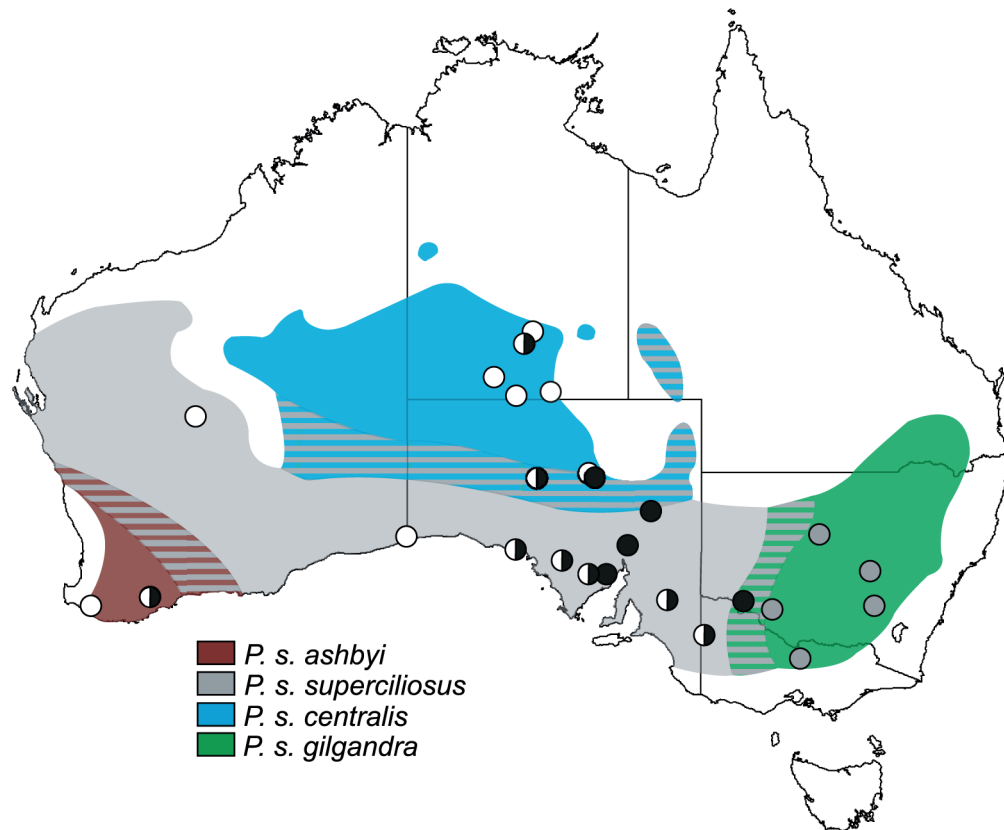 P. s. ashbyi
P. s. superciliosus
P. s. centralis
P. s. gilgandra